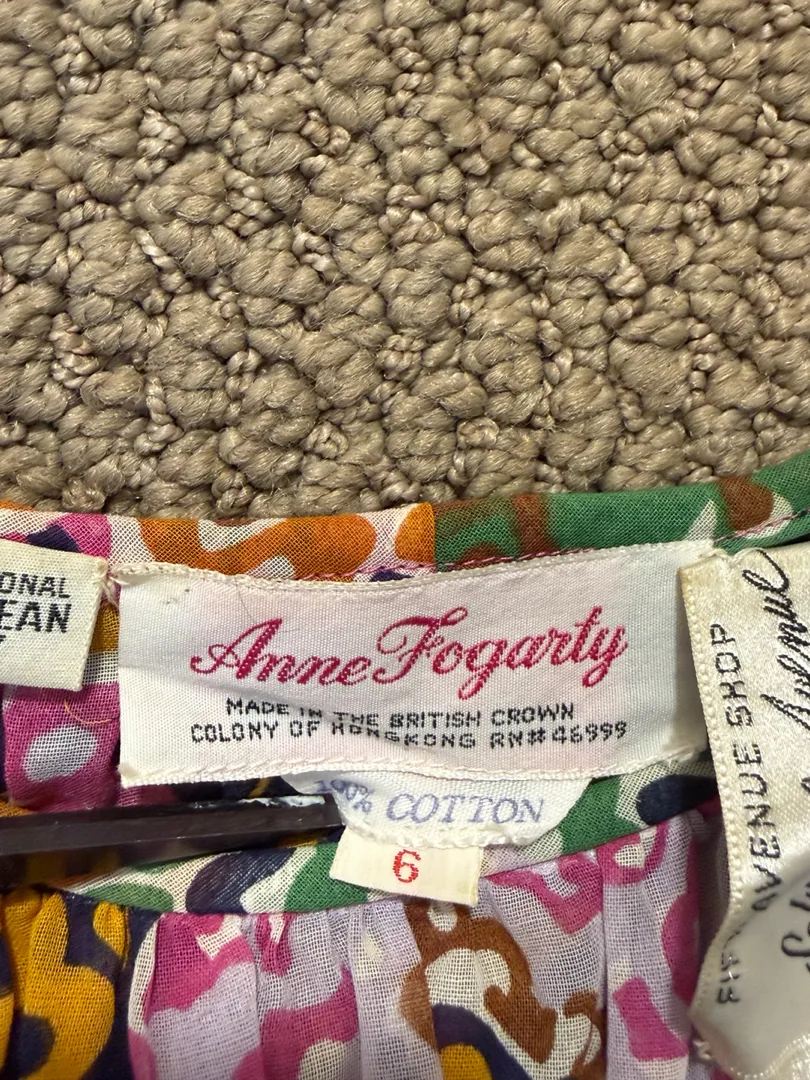 ONAL
EAN
Anne Fogarty
MADE IN THE BRITISH CROWN
COLONY OF HONGKONG RN# 46999
100% COTTON
6
AVENUE SHOP
Avenue